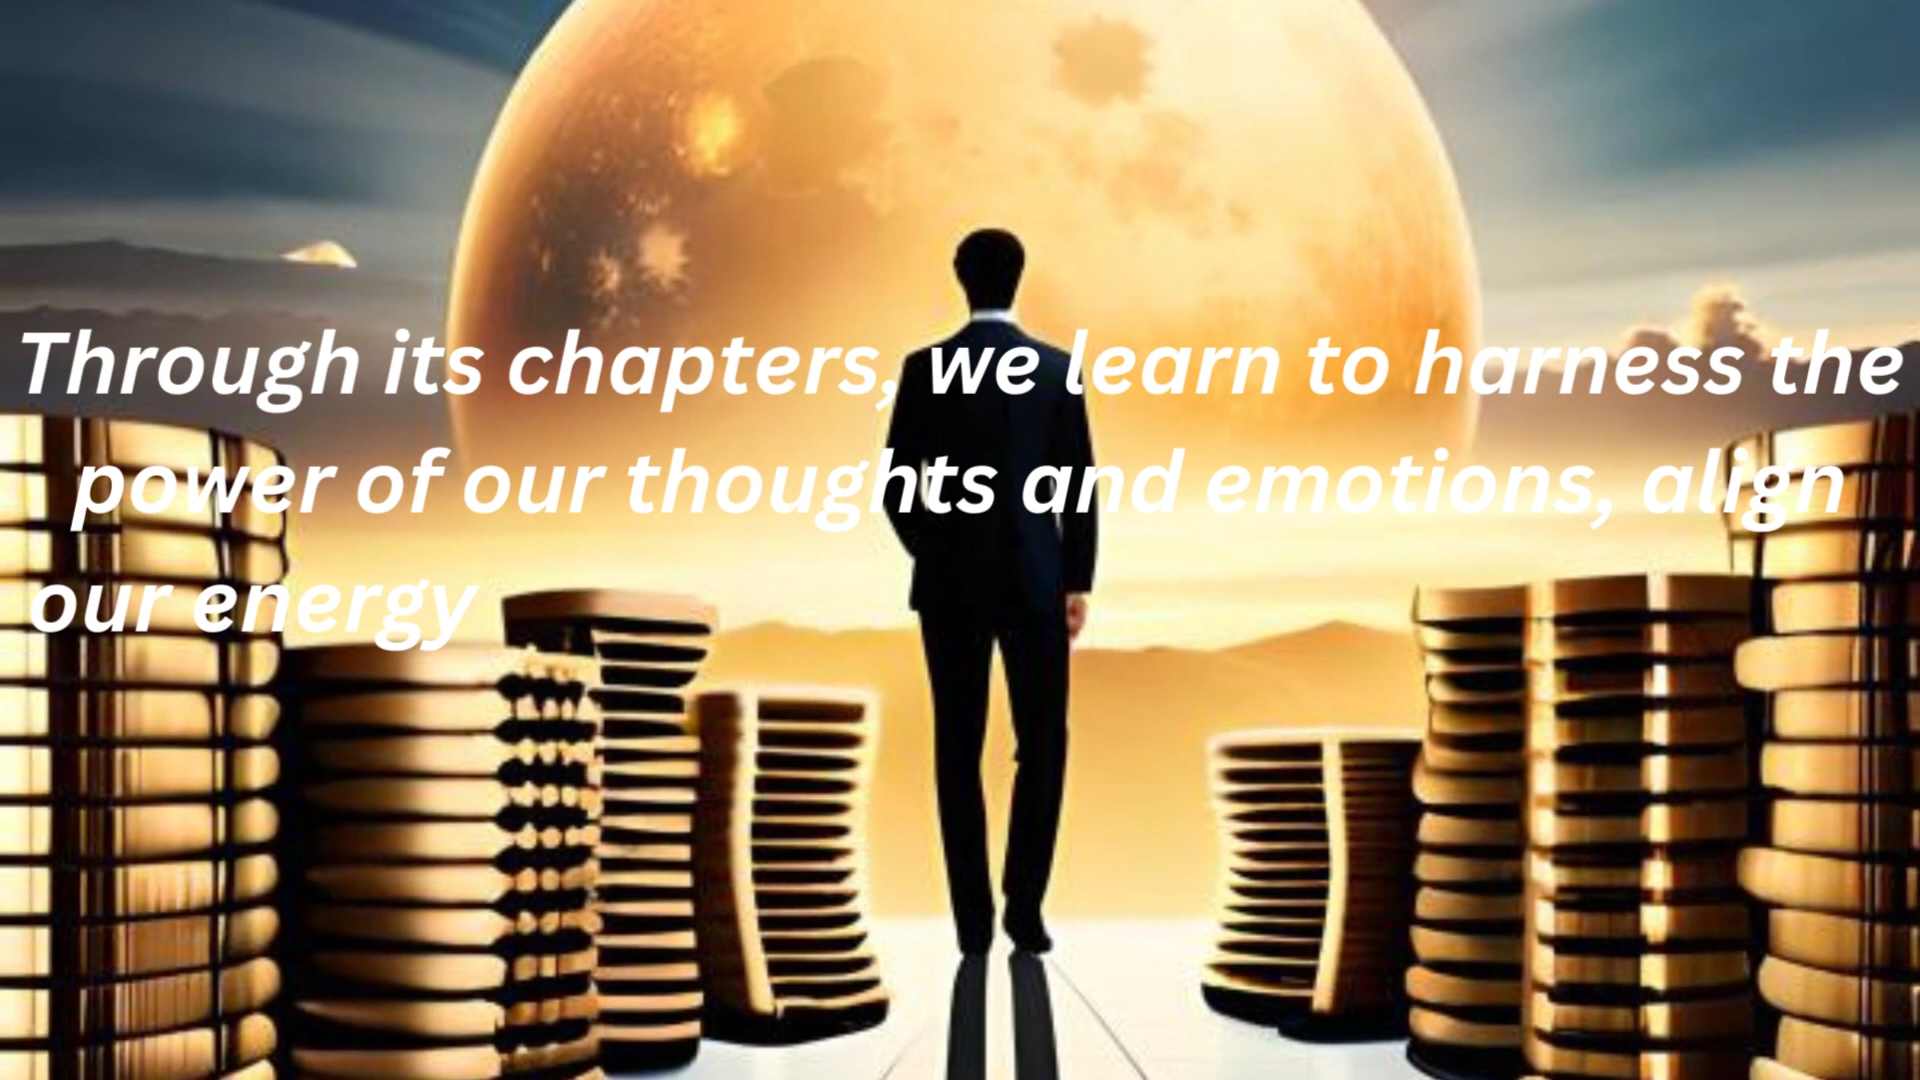 Through its chapters, we learn to harness the
power of our thoughts and emotions, align
our energy